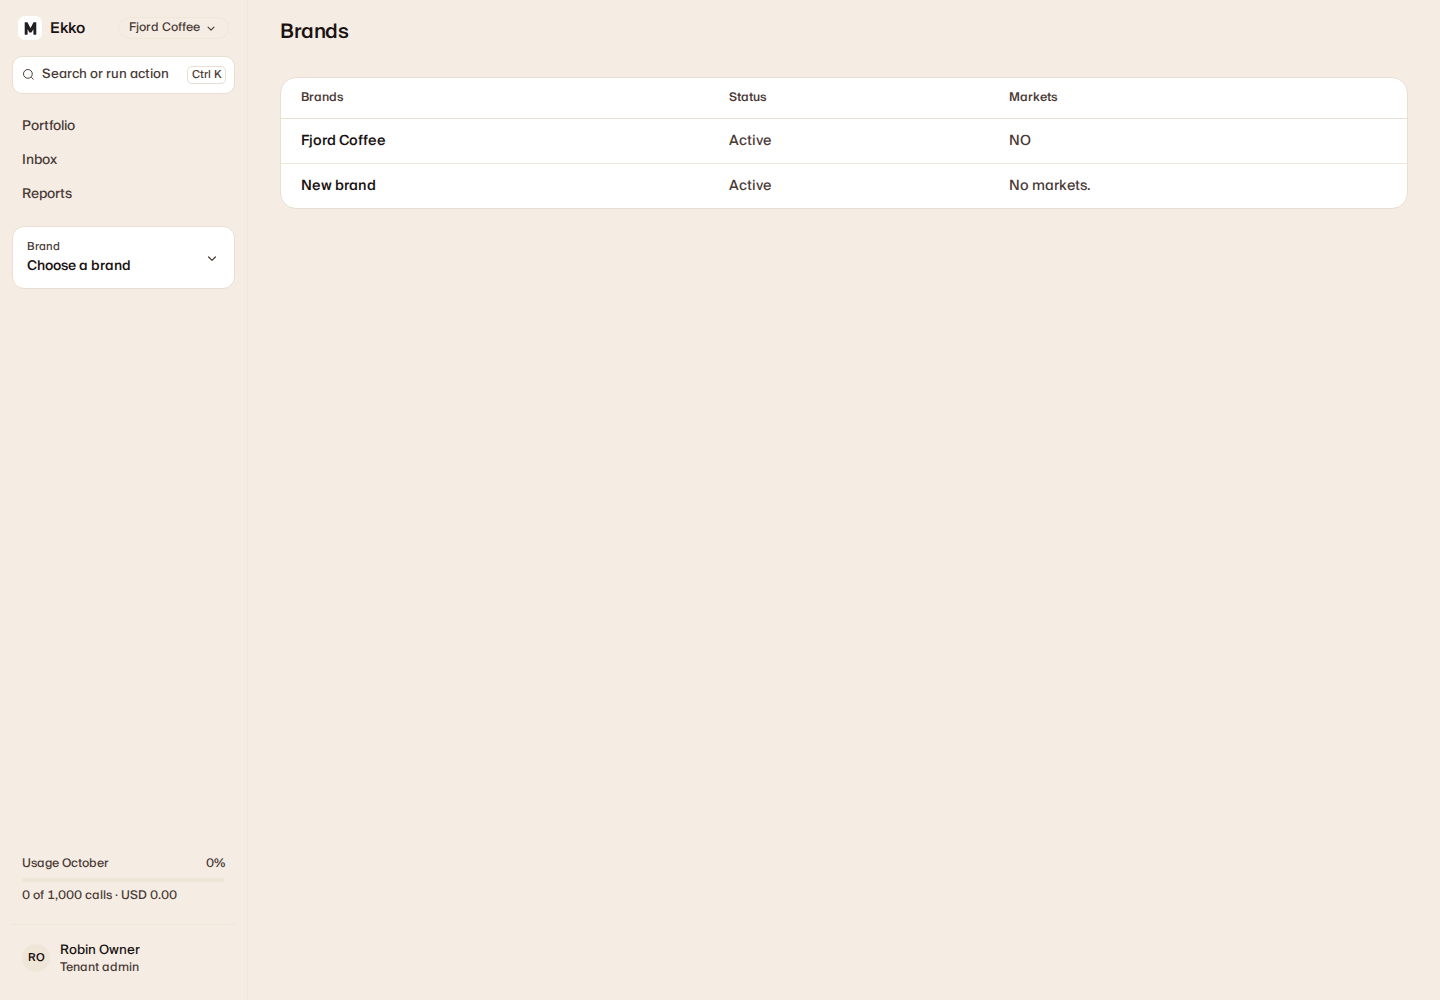 Ekko
Fjord Coffee
Search or run action
Ctrl K
Portfolio
Inbox
Reports
Brand
Choose a brand
Usage October 0%
0 of 1,000 calls · USD 0.00
RO
Robin Owner
Tenant admin
Brands
Brands Status Markets
Fjord Coffee Active NO
New brand Active No markets.